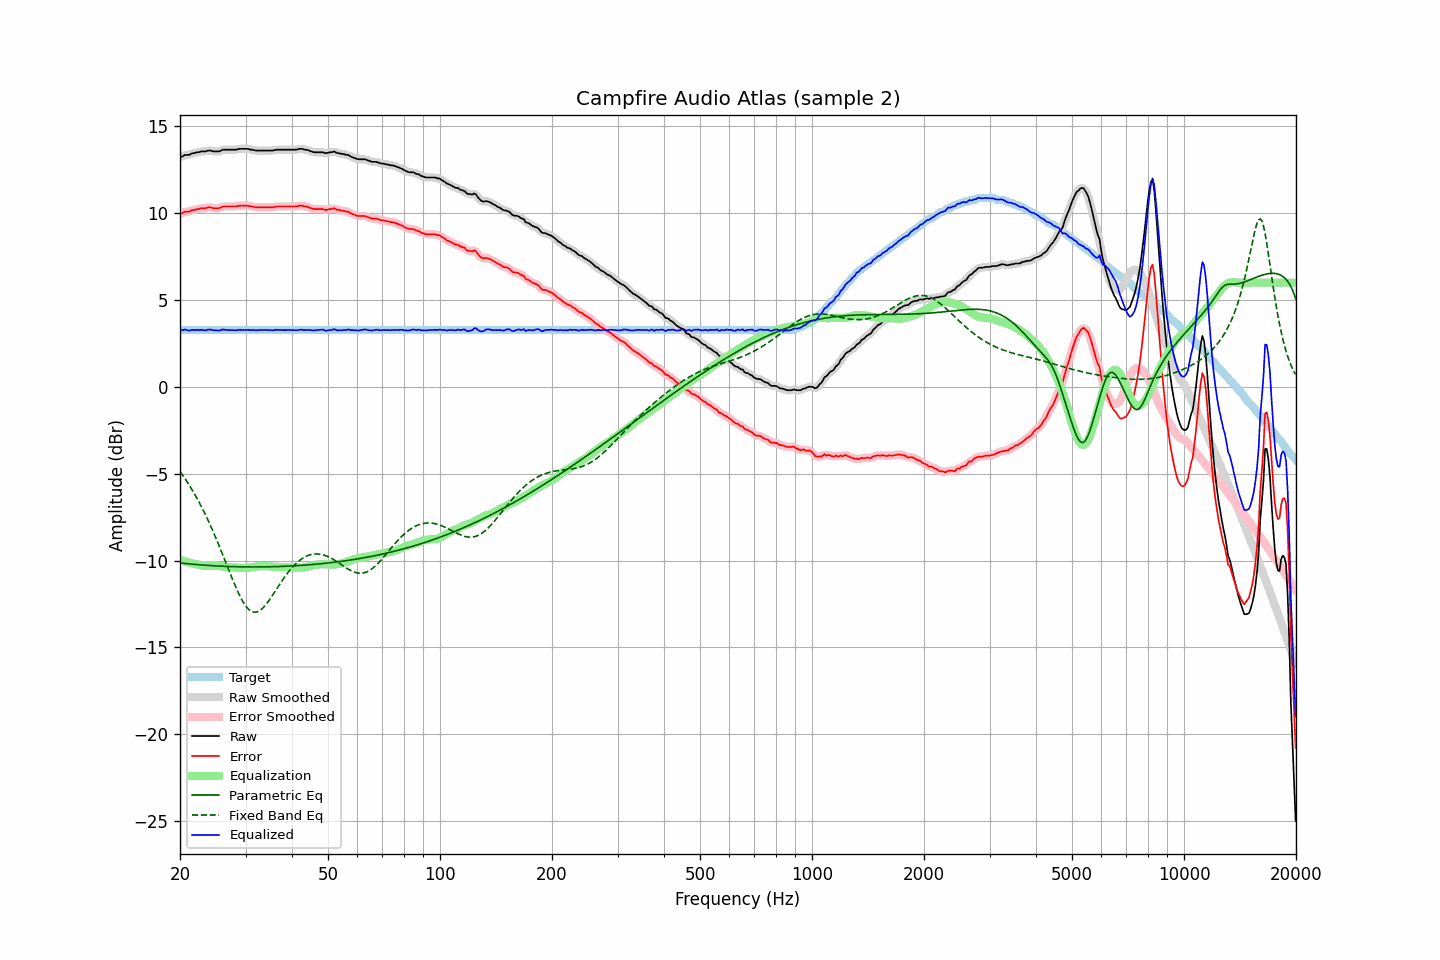 Campfire Audio Atlas (sample 2)
15
10
5
0
−5
−10
−15
−20
−25
Amplitude (dBr)
Target
Raw Smoothed
Error Smoothed
Raw
Error
Equalization
Parametric Eq
Fixed Band Eq
Equalized
20 50 100 200 500 1000 2000 5000 10000 20000
Frequency (Hz)